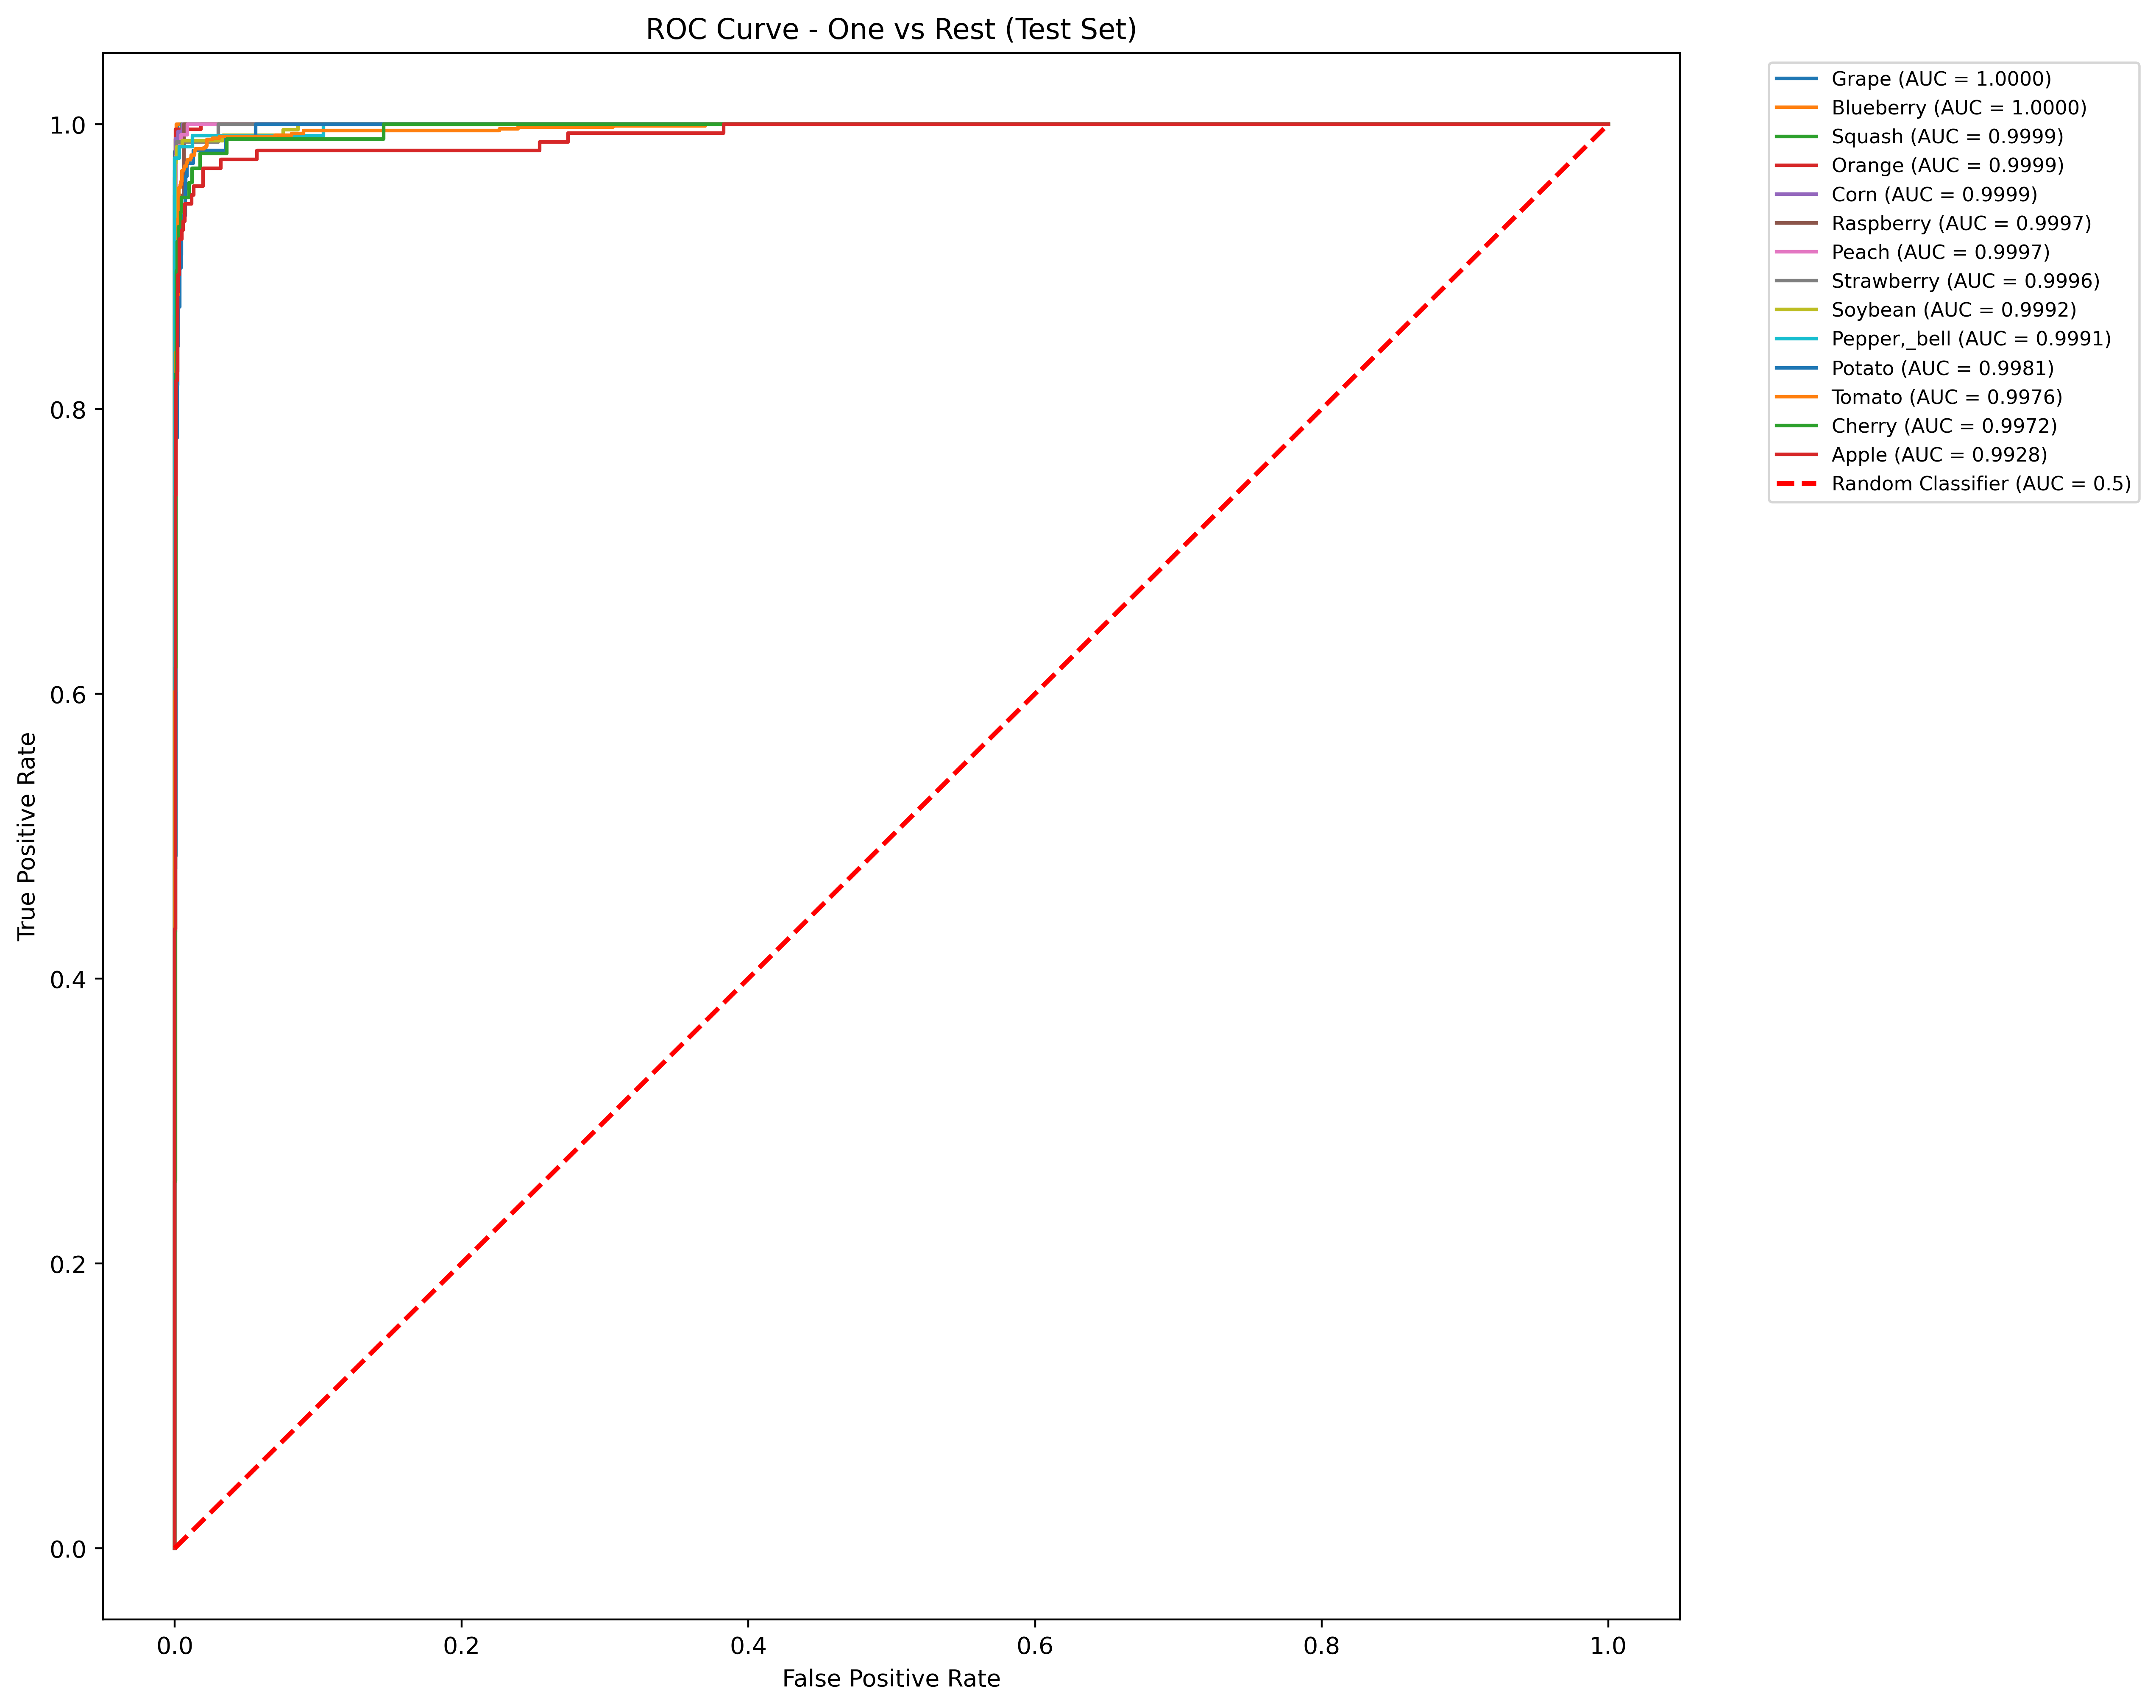 ROC Curve - One vs Rest (Test Set)
Grape (AUC = 1.0000)
Blueberry (AUC = 1.0000)
Squash (AUC = 0.9999)
Orange (AUC = 0.9999)
Corn (AUC = 0.9999)
Raspberry (AUC = 0.9997)
Peach (AUC = 0.9997)
Strawberry (AUC = 0.9996)
Soybean (AUC = 0.9992)
Pepper,_bell (AUC = 0.9991)
Potato (AUC = 0.9981)
Tomato (AUC = 0.9976)
Cherry (AUC = 0.9972)
Apple (AUC = 0.9928)
Random Classifier (AUC = 0.5)
True Positive Rate
1.0
0.8
0.6
0.4
0.2
0.0
0.0 0.2 0.4 0.6 0.8 1.0
False Positive Rate